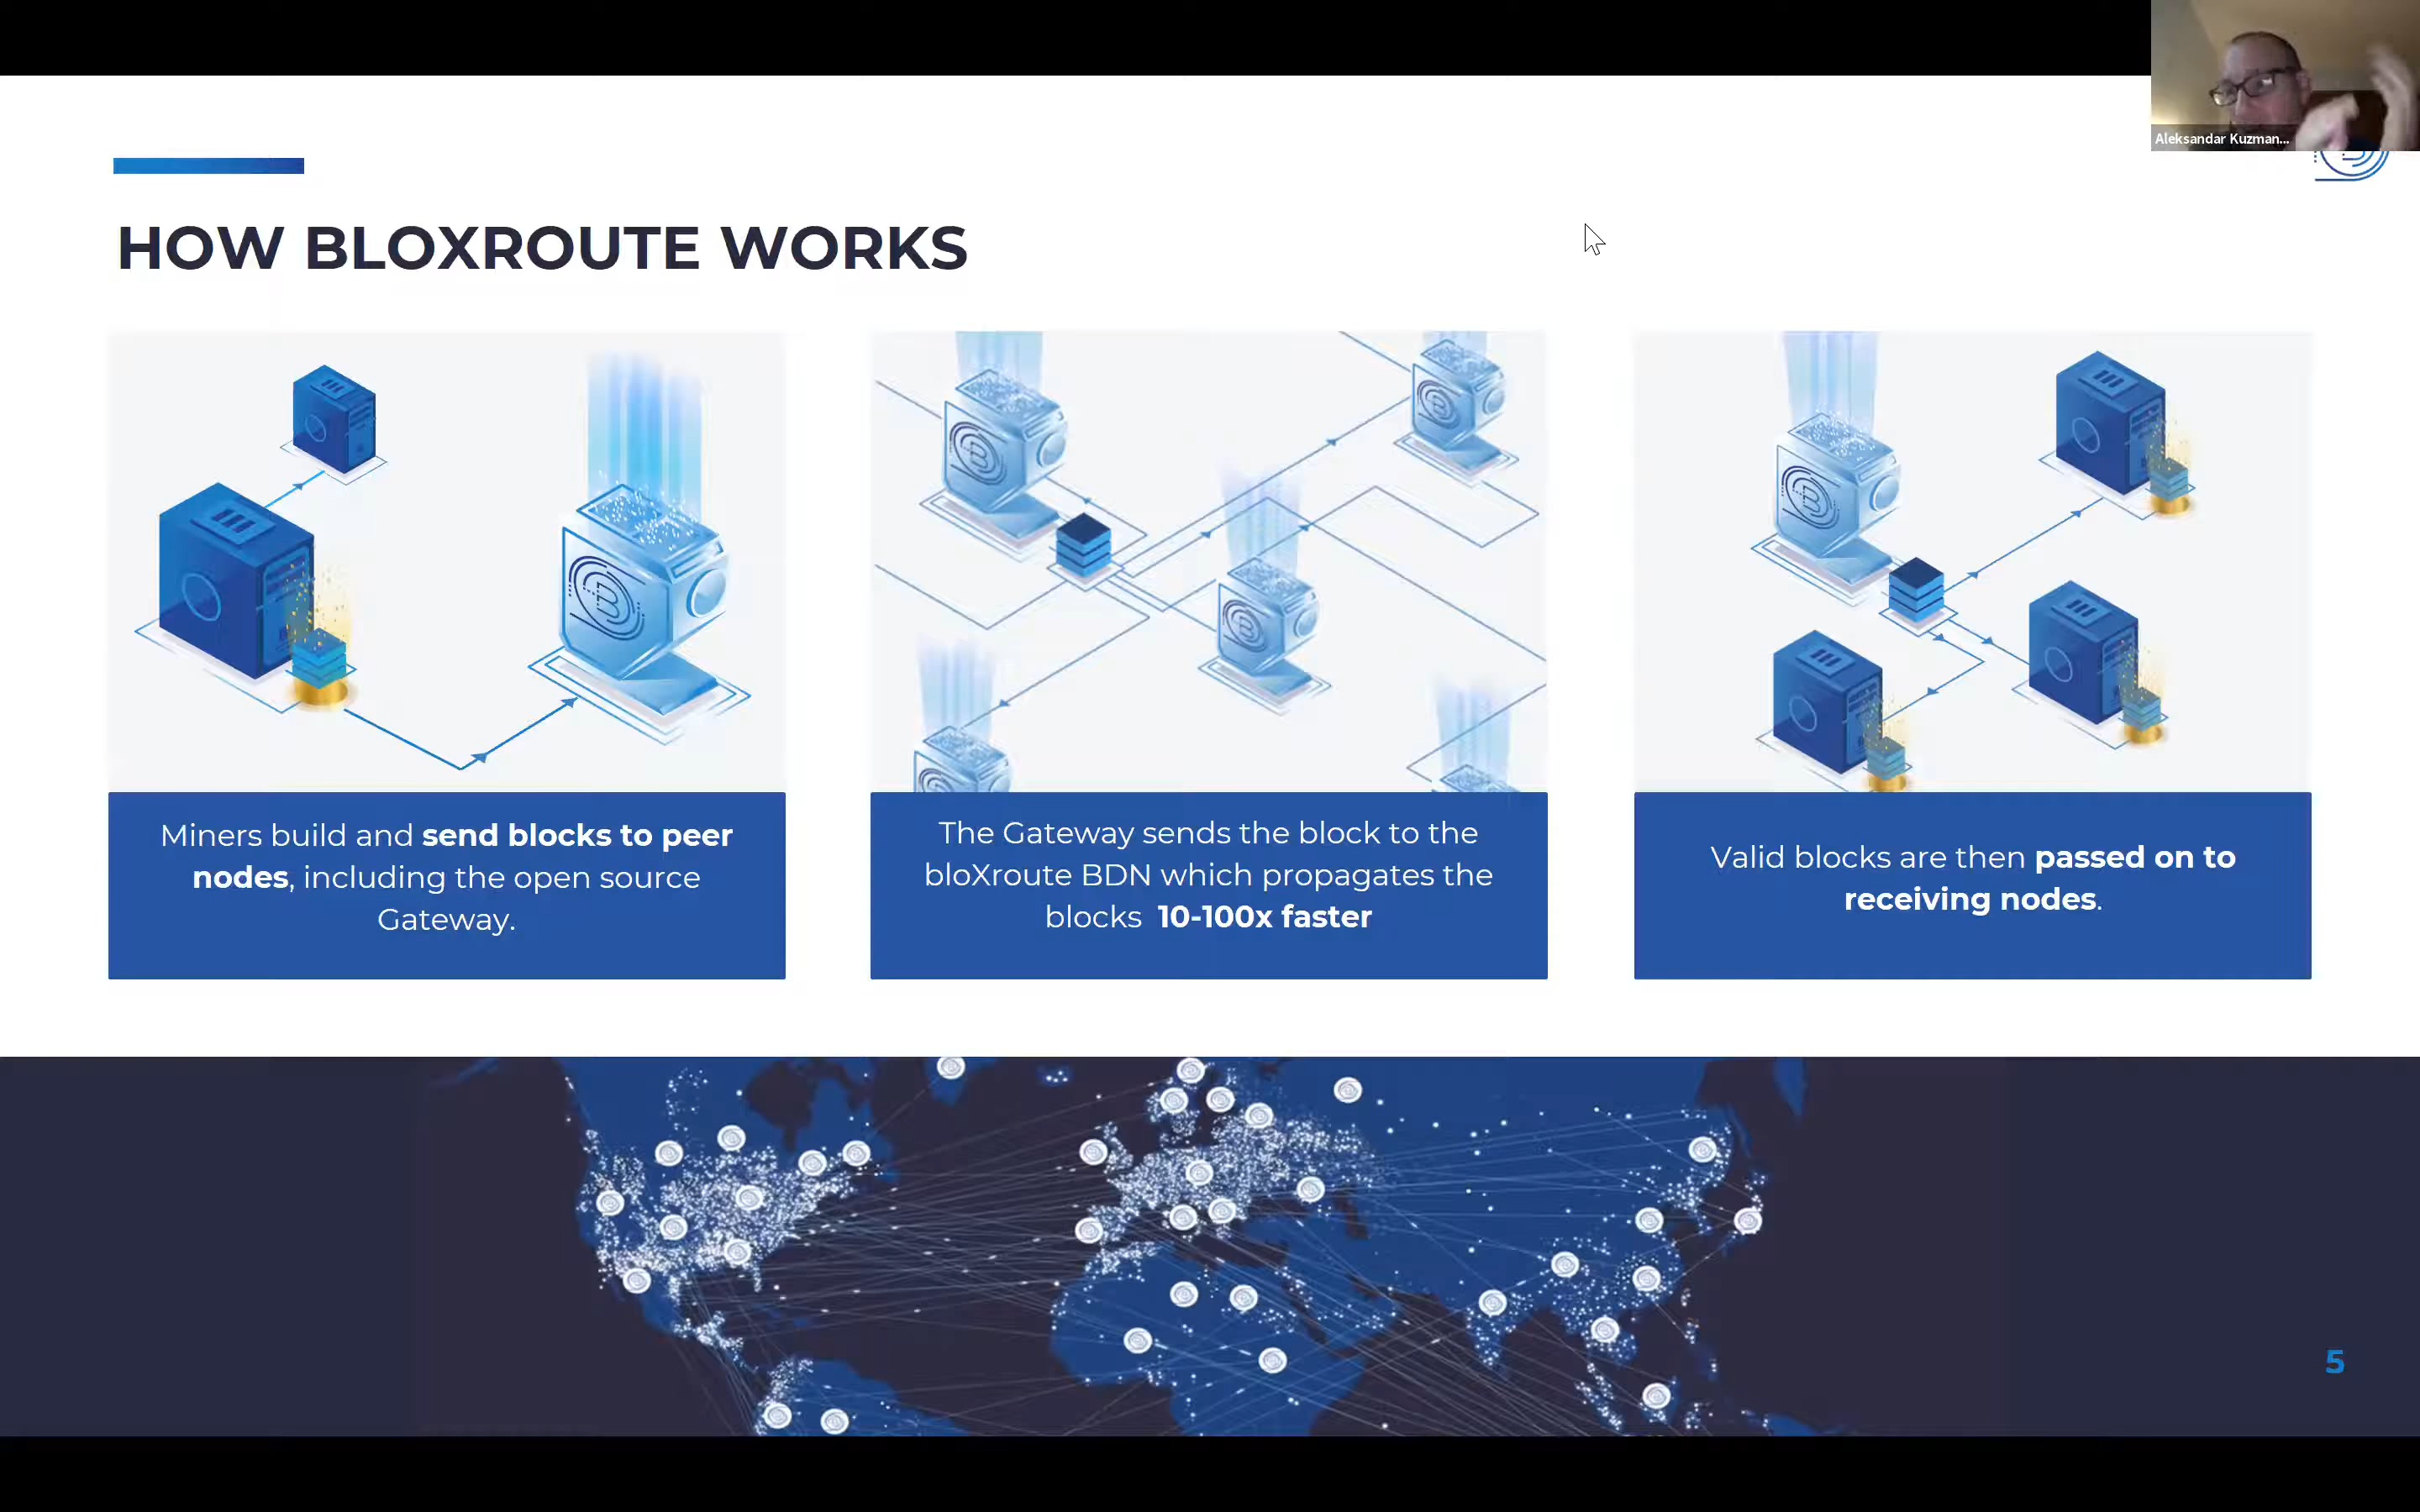 Aleksandar Kuzman...
HOW BLOXROUTE WORKS
Miners build and send blocks to peer
nodes, including the open source
Gateway.
The Gateway sends the block to the
bloXroute BDN which propagates the
blocks 10-100x faster
Valid blocks are then passed on to
receiving nodes.
5